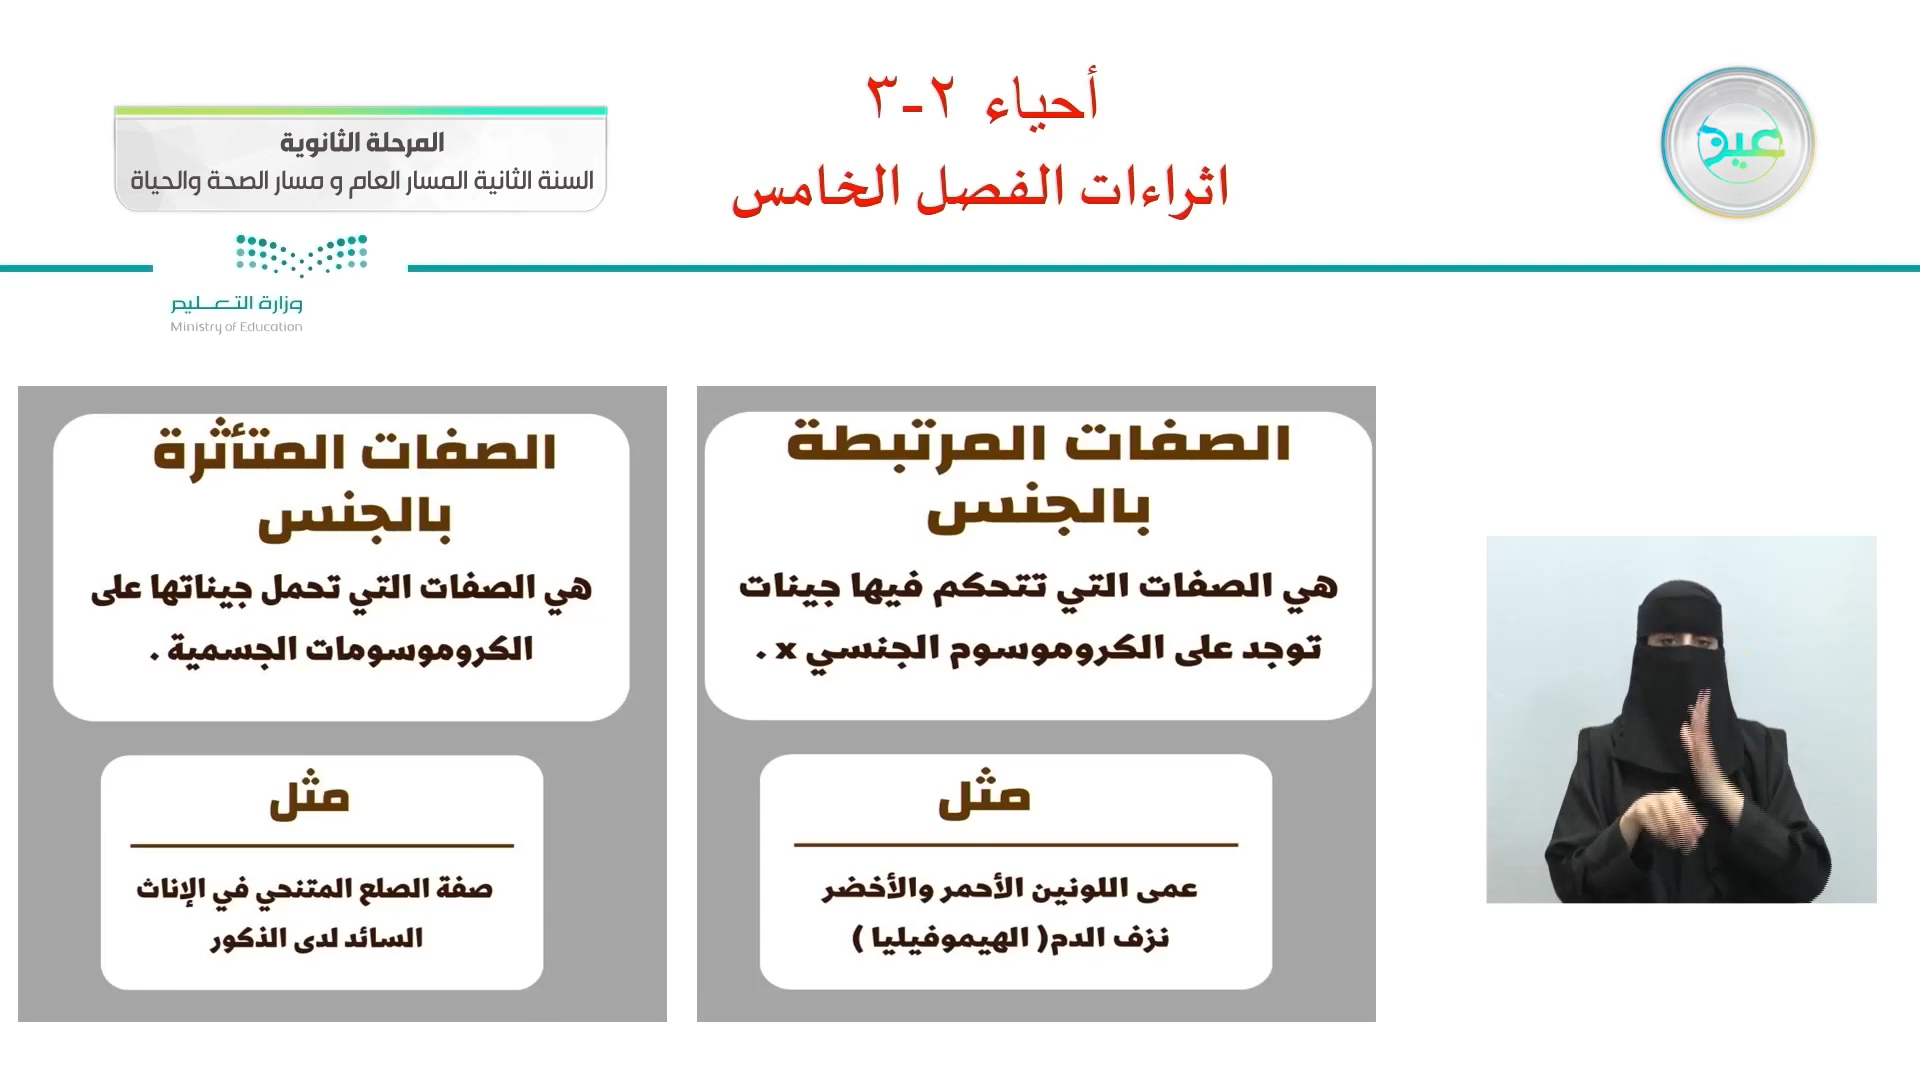 أحياء ٢-٣
اثراءات الفصل الخامس
عين
المرحلة الثانوية
السنة الثانية المسار العام و مسار الصحة والحياة
وزارة التعليم
Ministry of Education
الصفات المرتبطة
بالجنس
هي الصفات التي تتحكم فيها جينات
توجد على الكروموسوم الجنسي x .
مثل
عمى اللونين الأحمر والأخضر
نزف الدم( الهيموفيليا )
الصفات المتأثرة
بالجنس
هي الصفات التي تحمل جيناتها على
الكروموسومات الجسمية .
مثل
صفة الصلع المتنحي في الإناث
السائد لدى الذكور